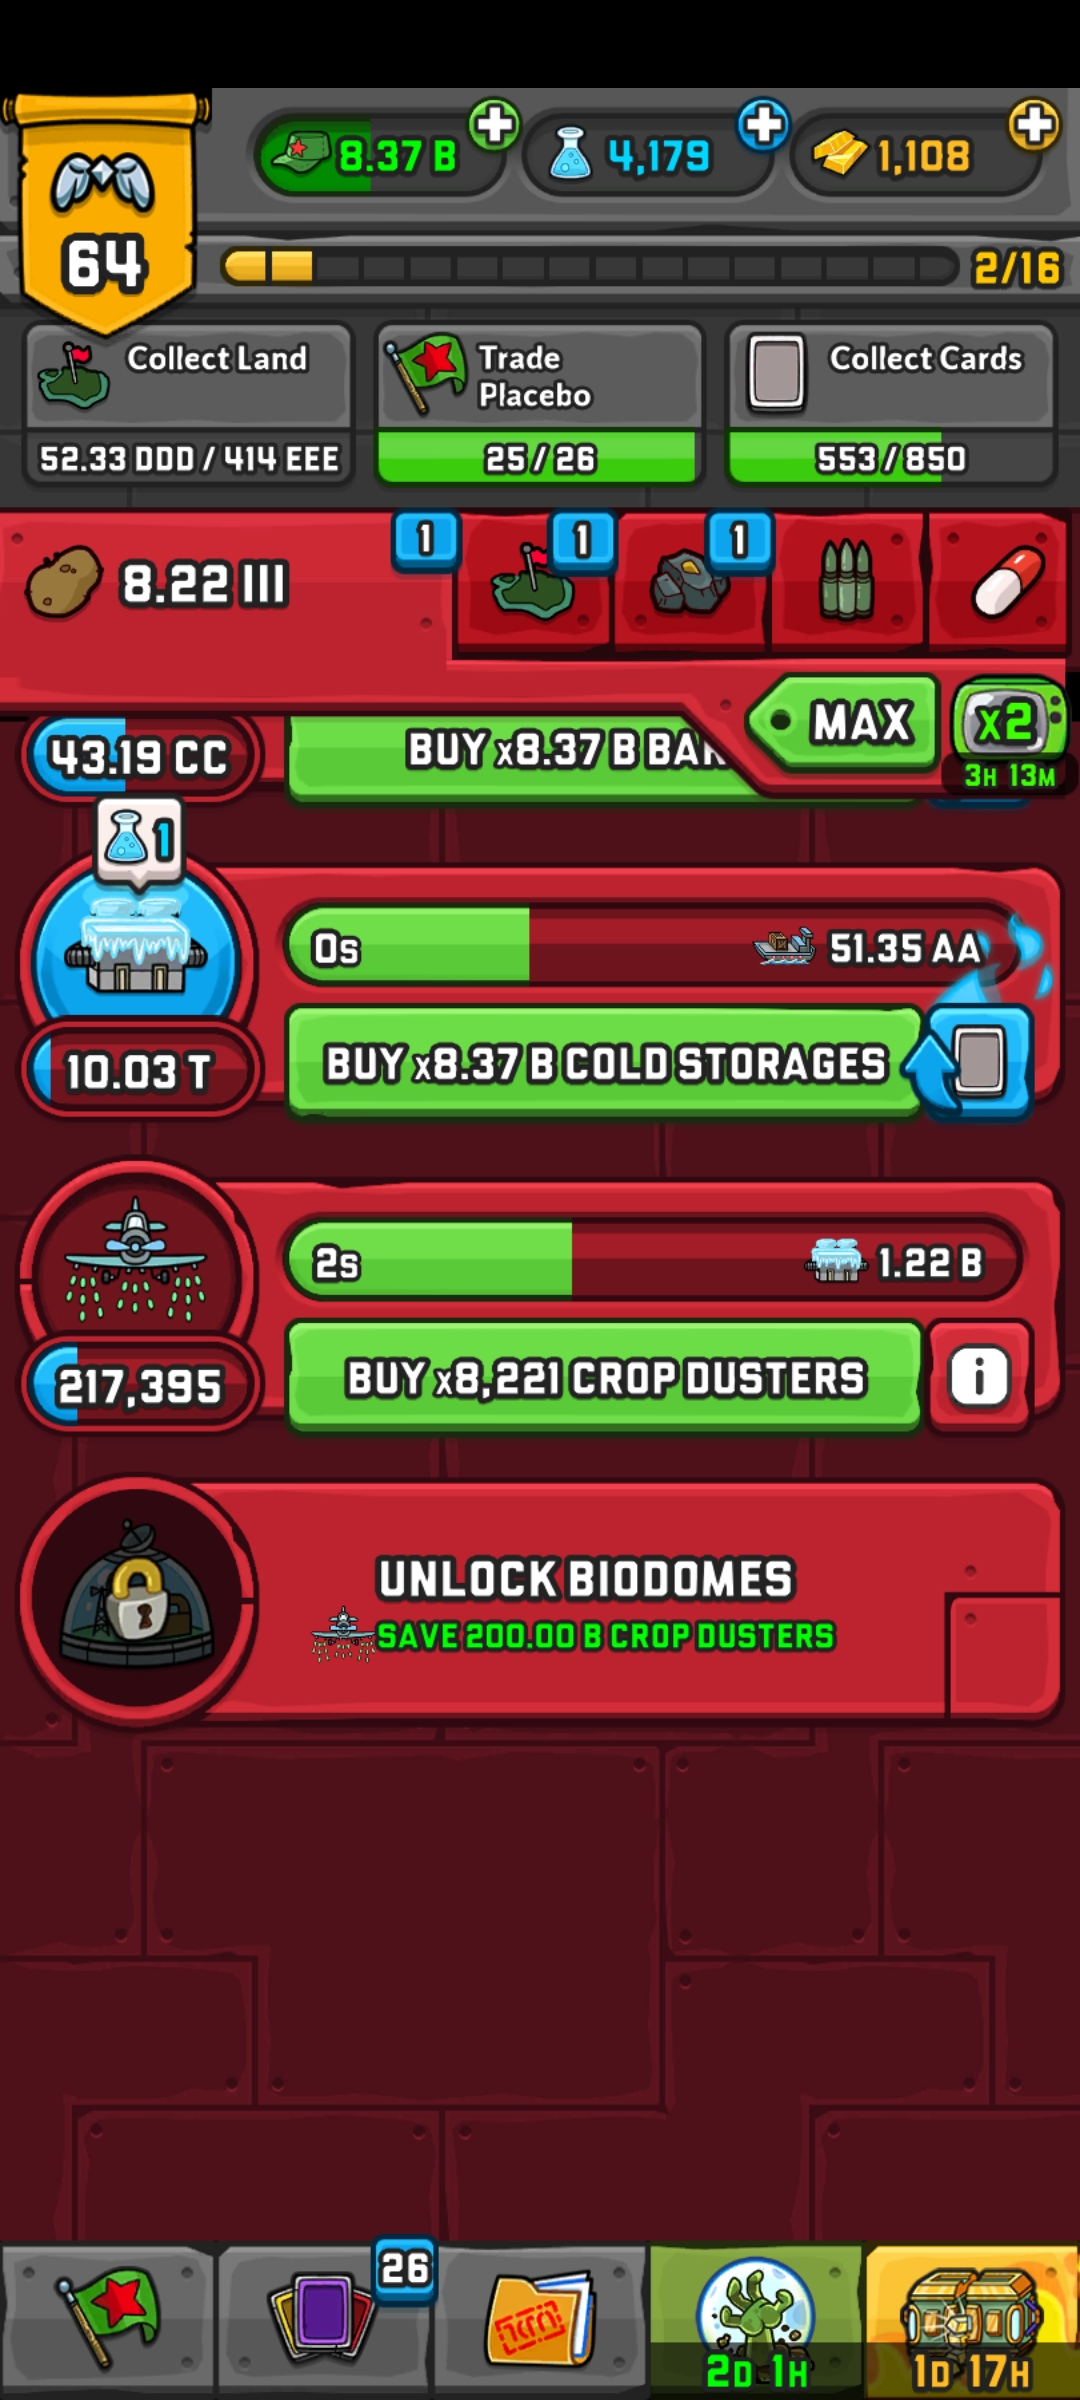 8.37 B
4,179
1,108
64
2/16
Collect Land
52.33 DDD / 414 EEE
Trade
Placebo
25 / 26
Collect Cards
553 / 850
8.22 III
1
1
1
MAX
x2
3H 13M
43.19 CC
BUY x8.37 B BAR
1
0s
51.35 AA
10.03 T
BUY x8.37 B COLD STORAGES
2s
1.22 B
217,395
BUY x8,221 CROP DUSTERS
i
UNLOCK BIODOMES
SAVE 200.00 B CROP DUSTERS
26
2D 1H
1D 17H